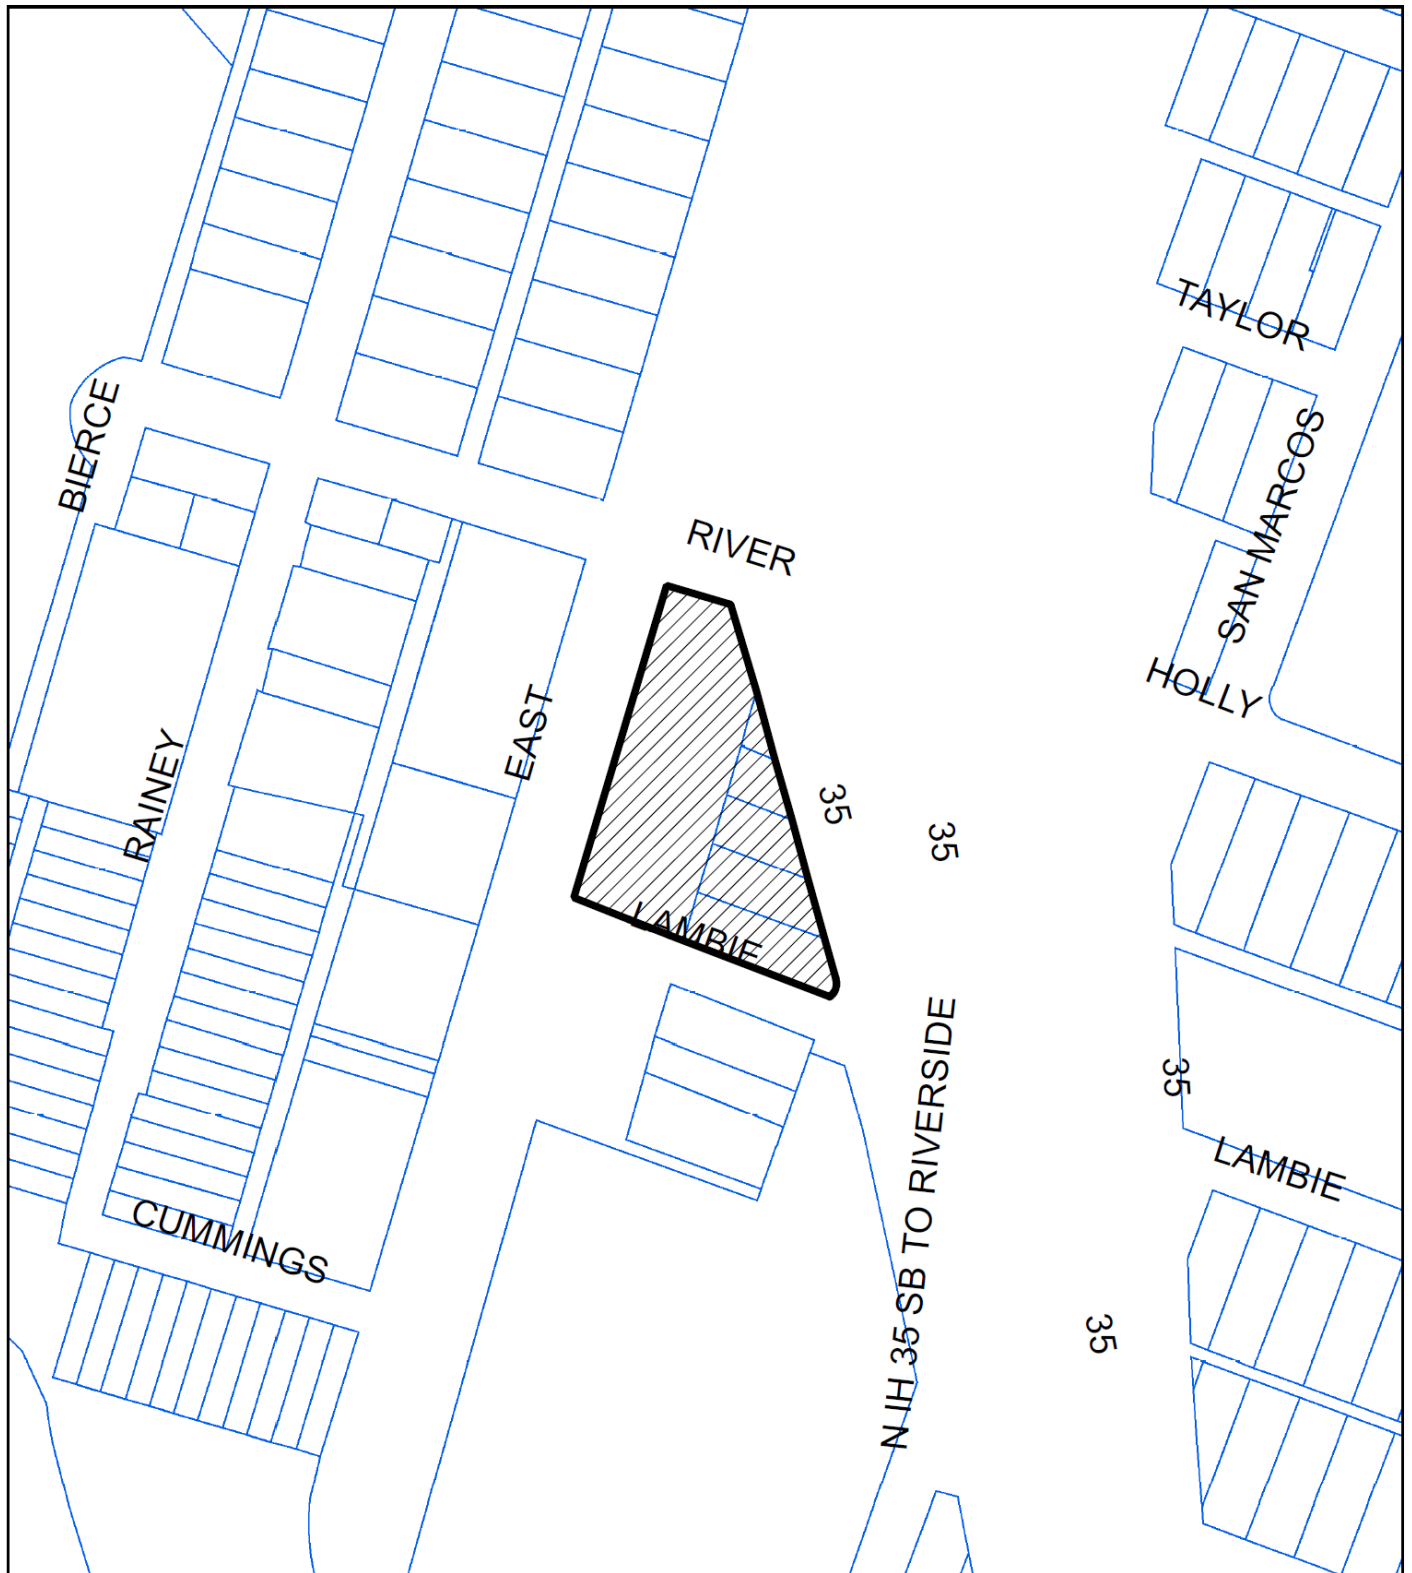 TAYLOR
BIERCE
SAN MARCOS
RIVER
HOLLY
EAST
RAINEY
35
35
LAMBIE
N IH 35 SB TO RIVERSIDE
35
LAMBIE
CUMMINGS
35